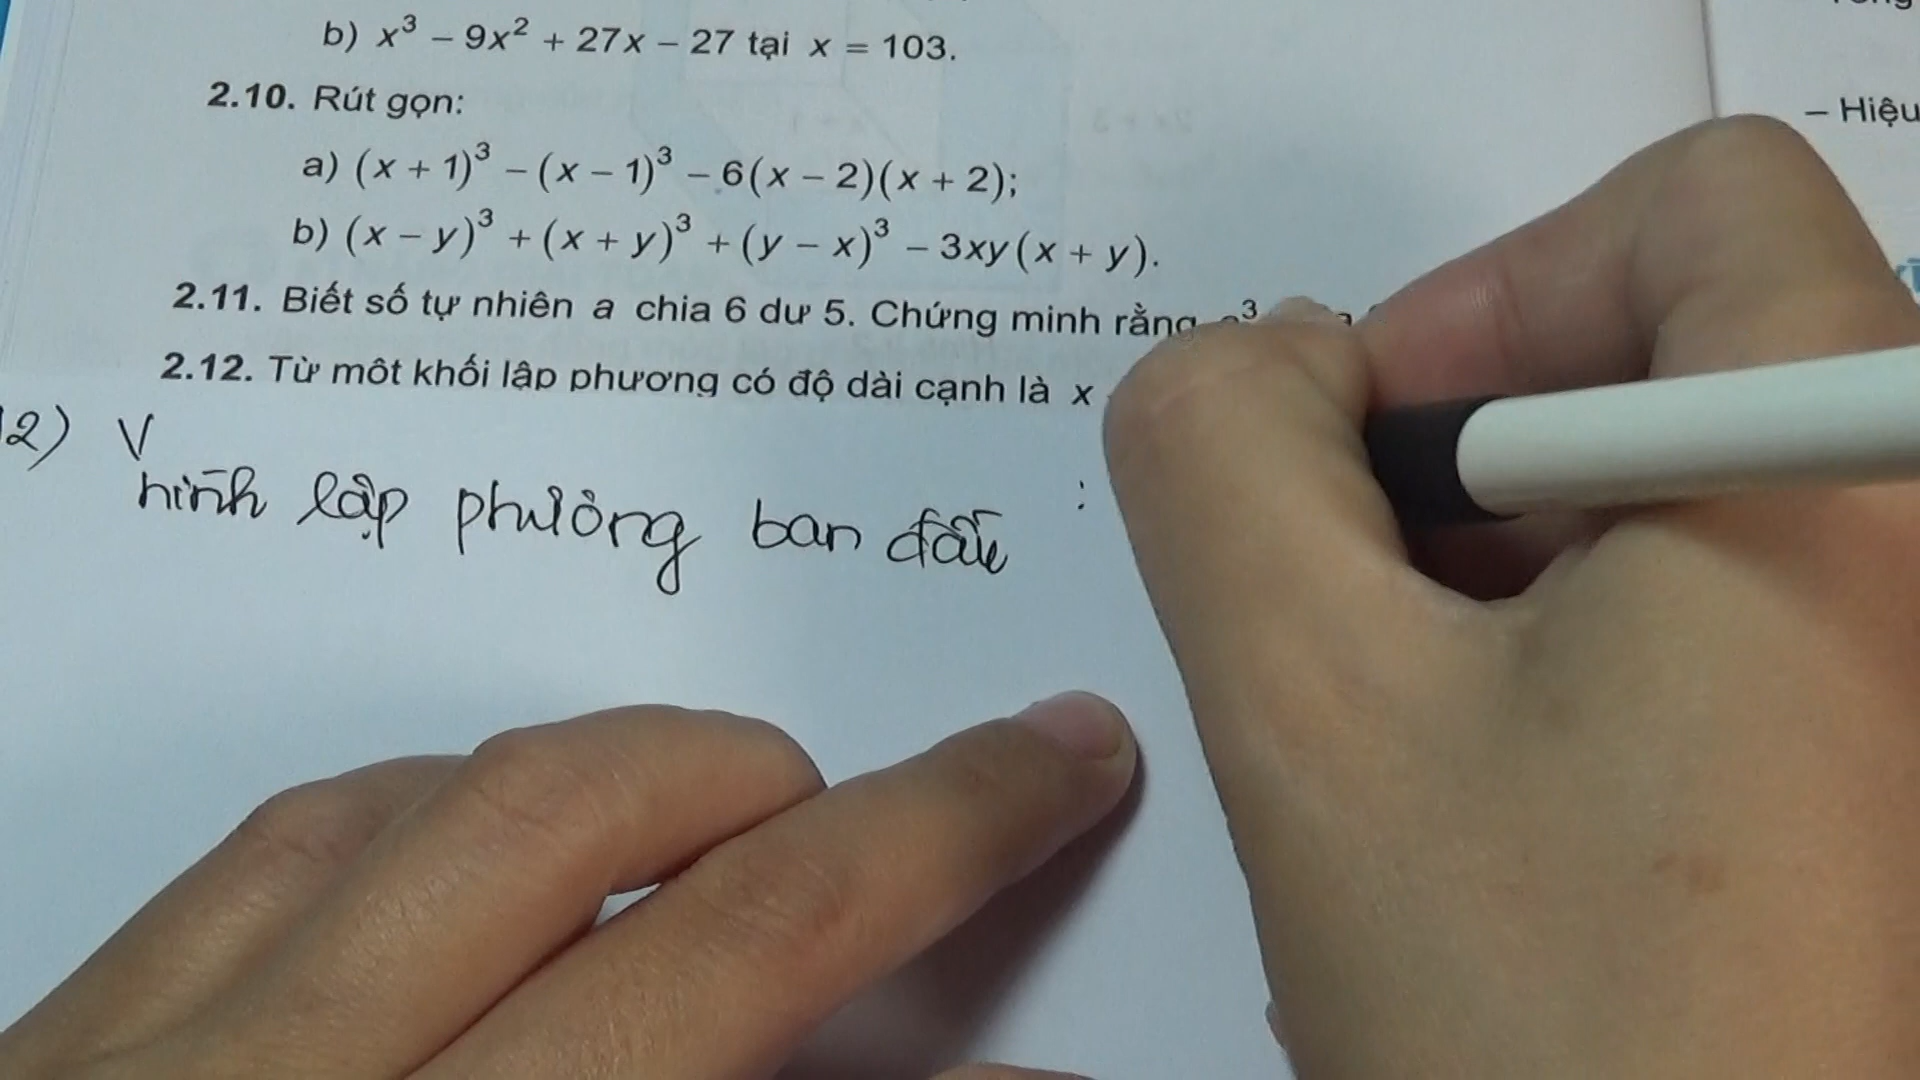 b) x³ – 9x² + 27x – 27 tại x = 103.
2.10. Rút gọn:
– Hiệu
a) (x + 1)³ – (x – 1)³ – 6(x – 2)(x + 2);
b) (x – y)³ + (x + y)³ + (y – x)³ – 3xy(x + y).
2.11. Biết số tự nhiên a chia 6 dư 5. Chứng minh rằng
2.12. Từ một khối lập phương có độ dài cạnh là x
2) V
hình lập phương ban đầu :